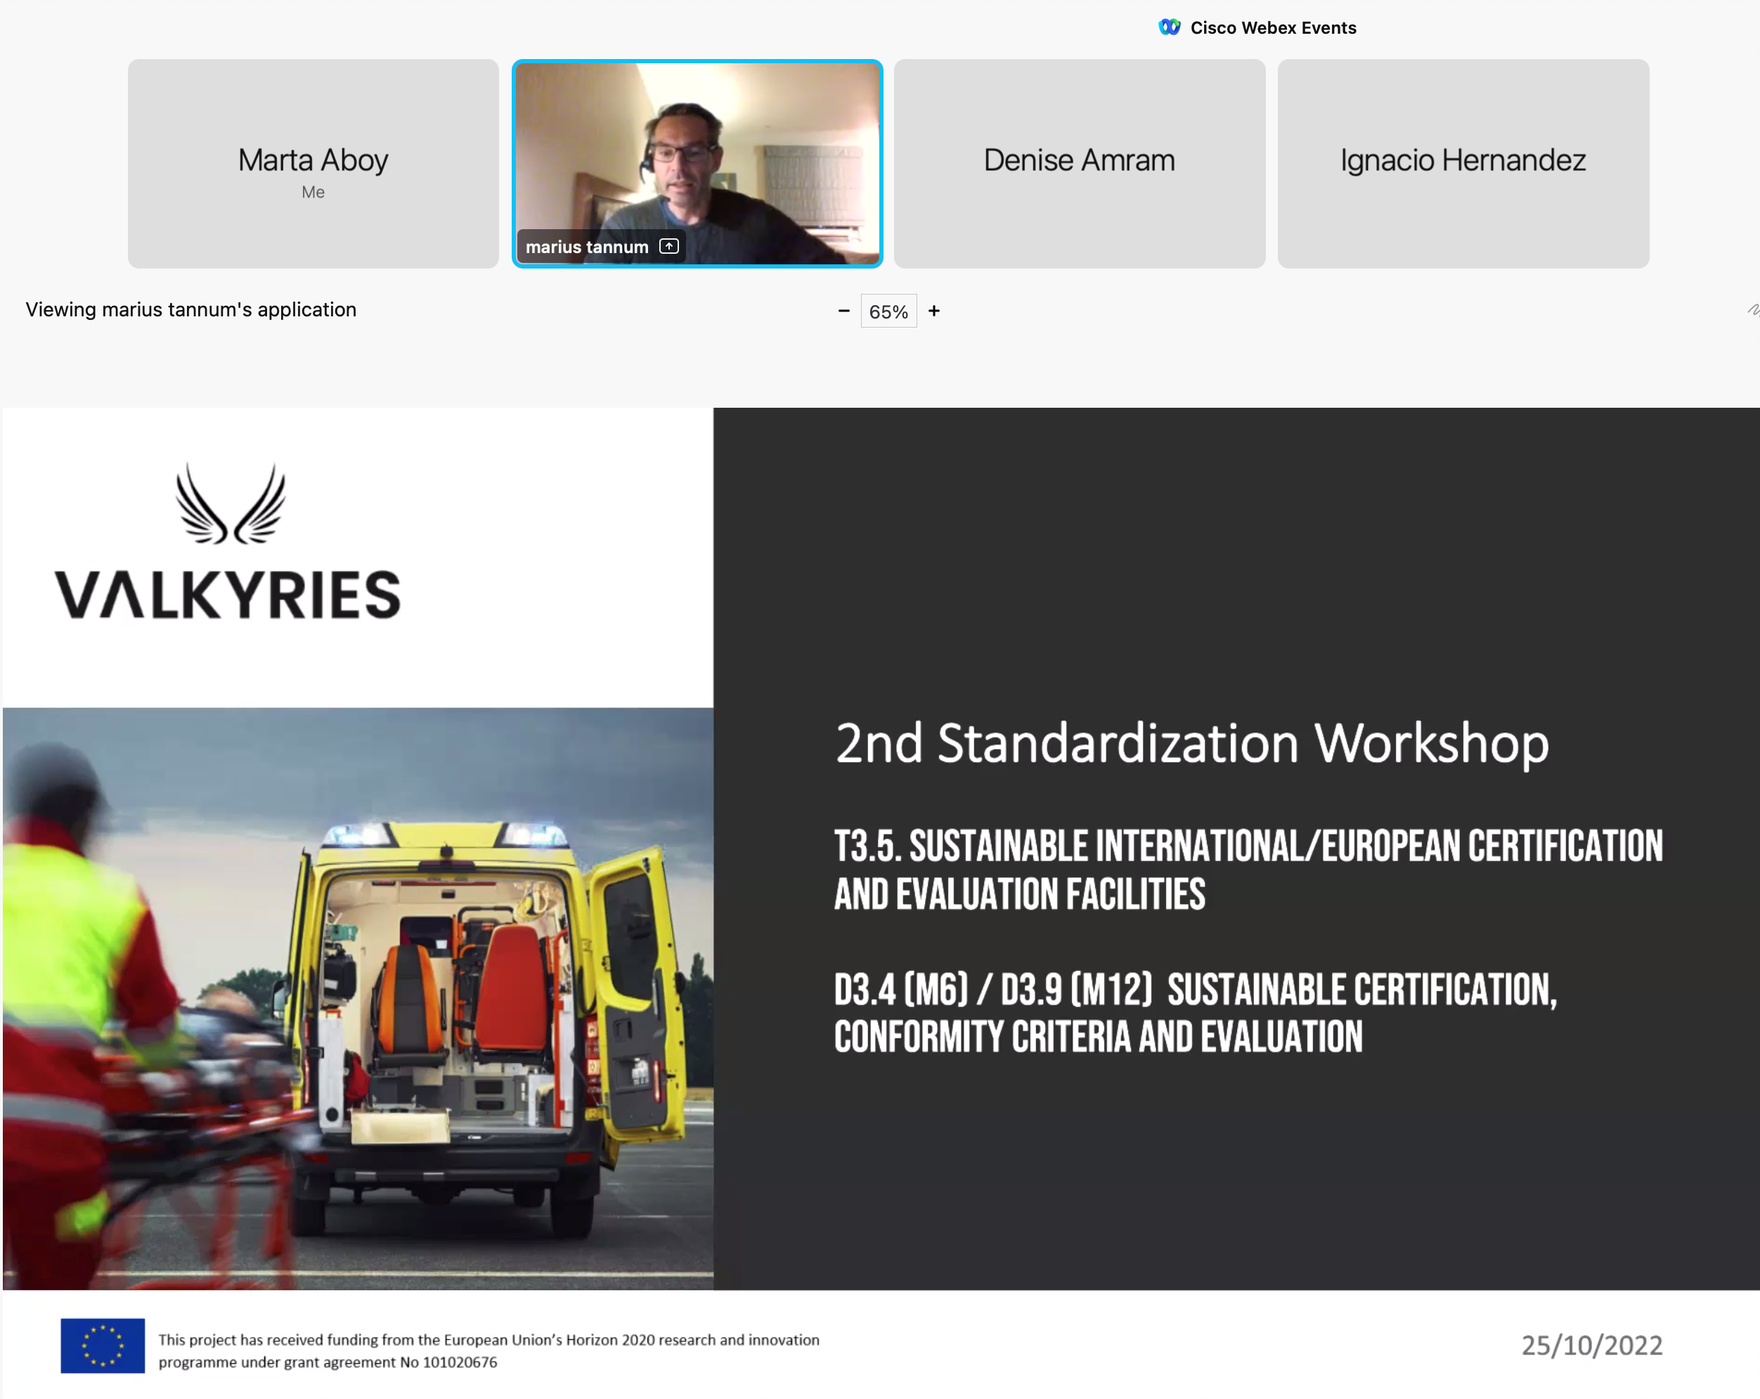 Cisco Webex Events
Marta Aboy
Me
marius tannum
Denise Amram
Ignacio Hernandez
Viewing marius tannum's application
− 65% +
VALKYRIES
2nd Standardization Workshop
T3.5. SUSTAINABLE INTERNATIONAL/EUROPEAN CERTIFICATION
AND EVALUATION FACILITIES
D3.4 (M6) / D3.9 (M12) SUSTAINABLE CERTIFICATION,
CONFORMITY CRITERIA AND EVALUATION
This project has received funding from the European Union's Horizon 2020 research and innovation
programme under grant agreement No 101020676
25/10/2022